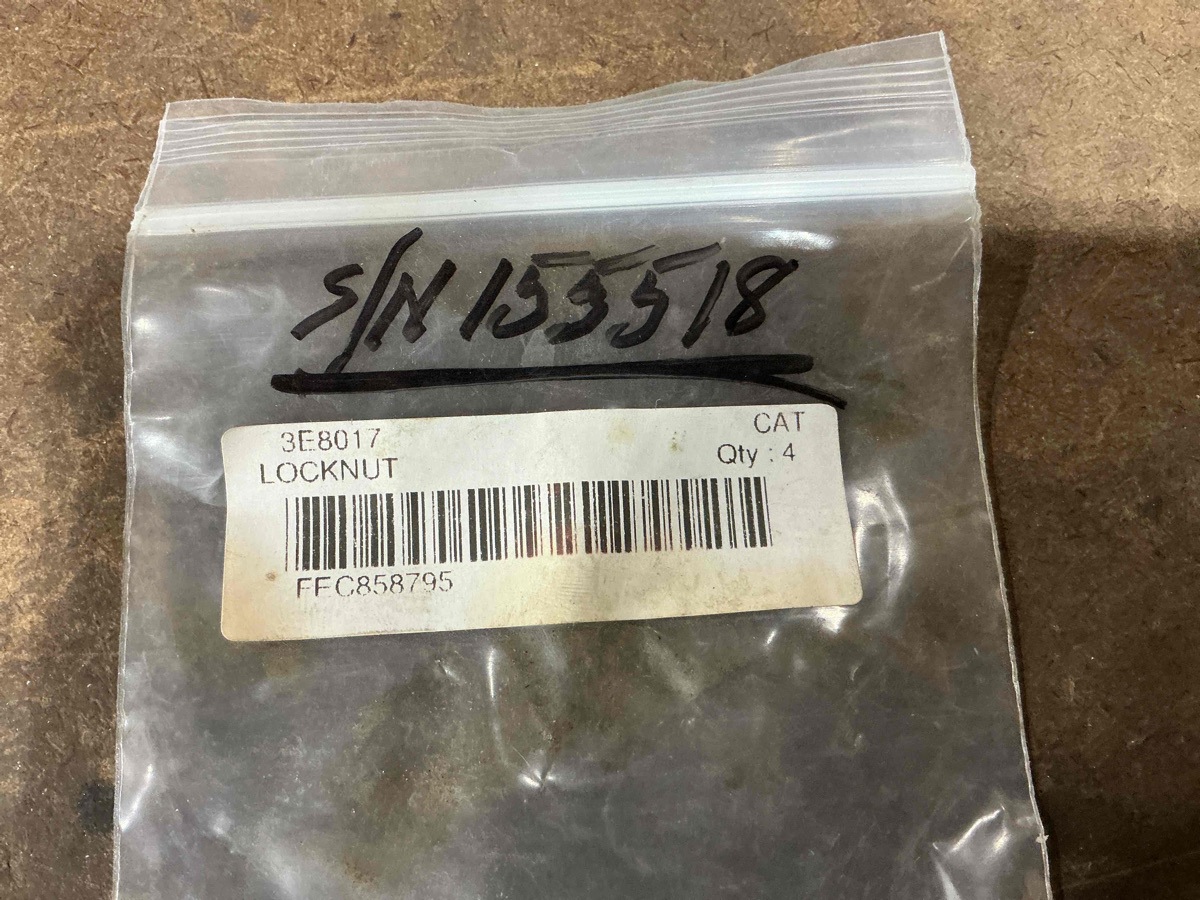 S/N 155518
3E8017 CAT
LOCKNUT Qty : 4
FFC858795